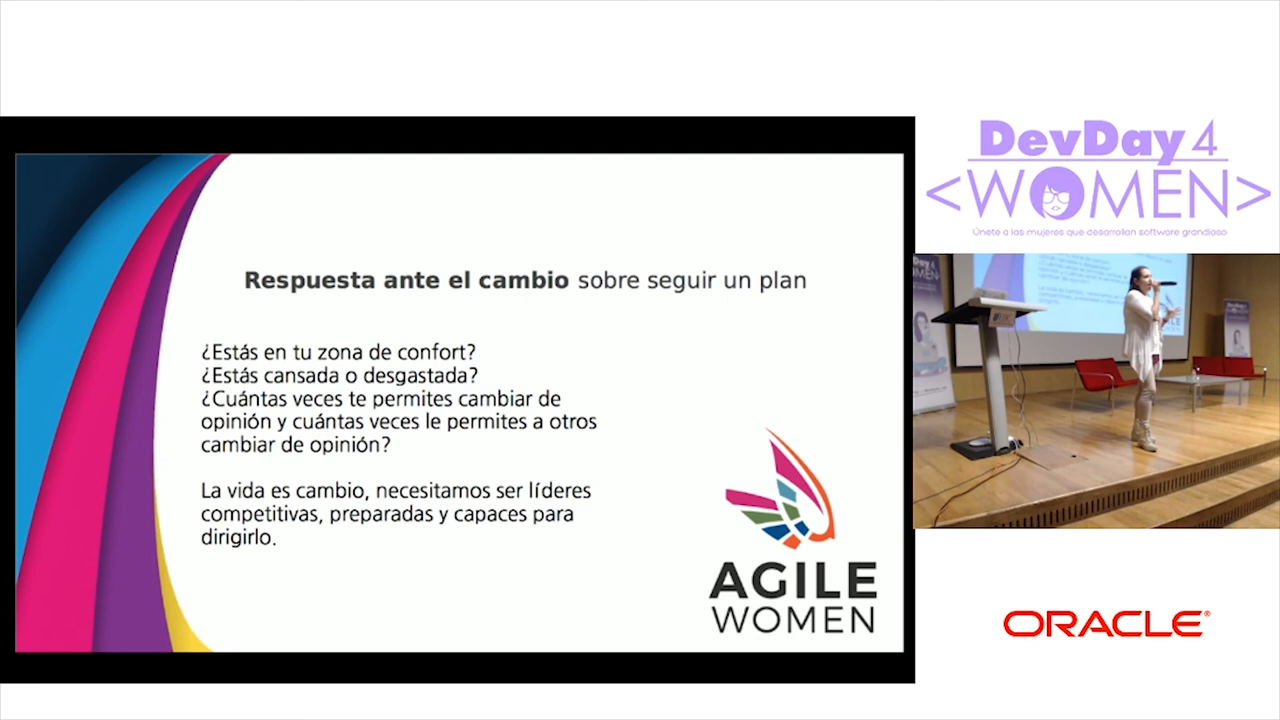 Respuesta ante el cambio sobre seguir un plan
¿Estás en tu zona de confort?
¿Estás cansada o desgastada?
¿Cuántas veces te permites cambiar de
opinión y cuántas veces le permites a otros
cambiar de opinión?
La vida es cambio, necesitamos ser líderes
competitivas, preparadas y capaces para
dirigirlo.
AGILE
WOMEN
DevDay 4
<WOMEN>
Únete a las mujeres que desarrollan software grandioso
ORACLE®